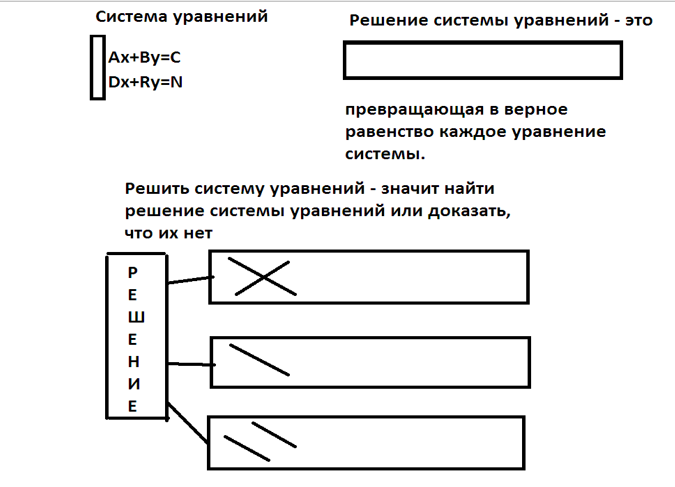 Система уравнений
Ax+By=C
Dx+Ry=N
Решение системы уравнений - это
превращающая в верное
равенство каждое уравнение
системы.
Решить систему уравнений - значит найти
решение системы уравнений или доказать,
что их нет
Р
Е
Ш
Е
Н
И
Е